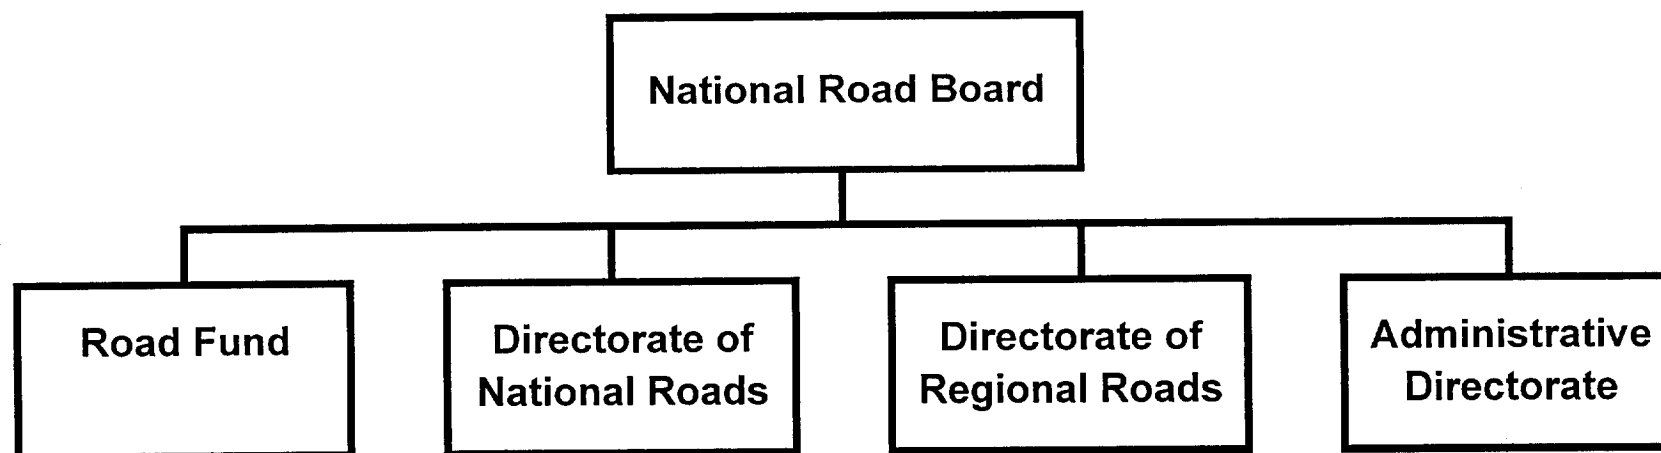 National Road Board
Road Fund
Directorate of
National Roads
Directorate of
Regional Roads
Administrative
Directorate